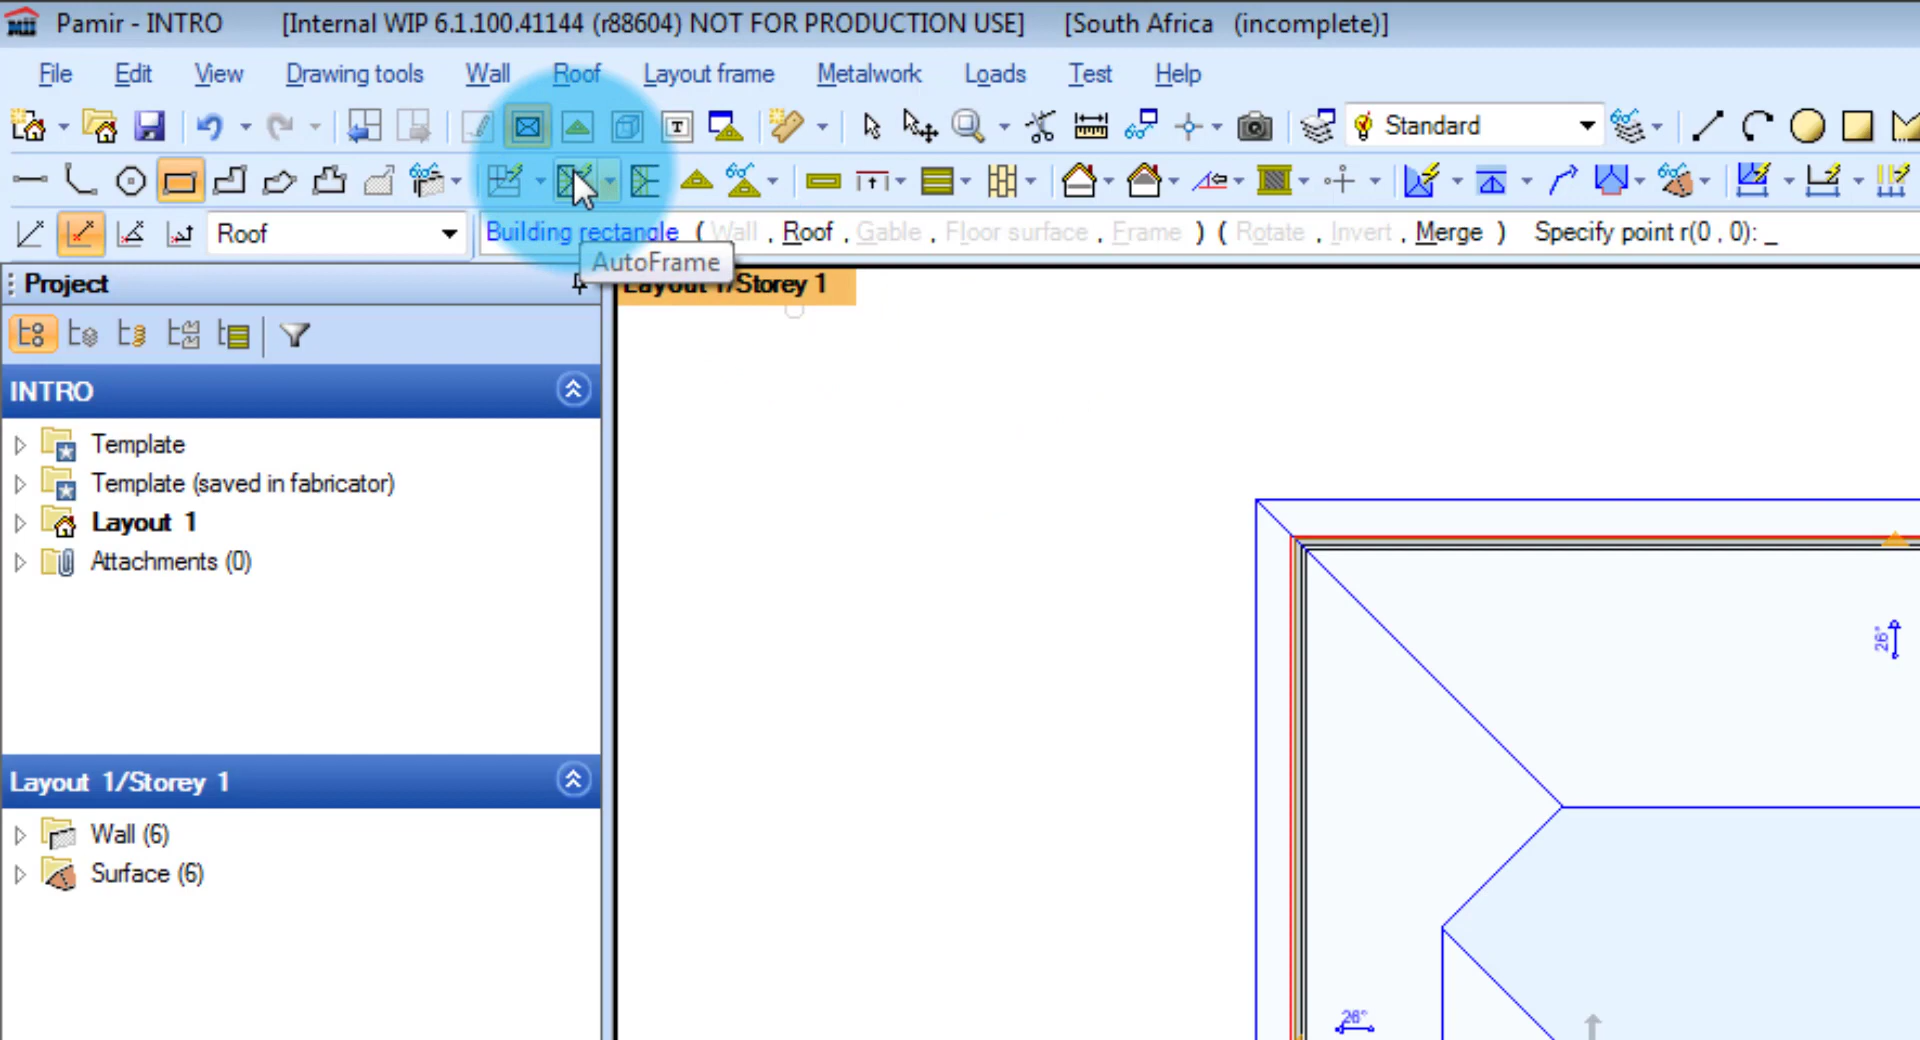 Pamir - INTRO [Internal WIP 6.1.100.41144 (r88604) NOT FOR PRODUCTION USE] [South Africa (incomplete)]
File Edit View Drawing tools Wall Roof Layout frame Metalwork Loads Test Help
T Standard
Roof Building rectangle ( Wall , Roof , Gable , Floor surface , Frame ) ( Rotate , Invert , Merge ) Specify point r(0 , 0): _
AutoFrame
Project
Layout 1/Storey 1
INTRO
Template
Template (saved in fabricator)
Layout 1
Attachments (0)
26°
Layout 1/Storey 1
Wall (6)
Surface (6)
26°